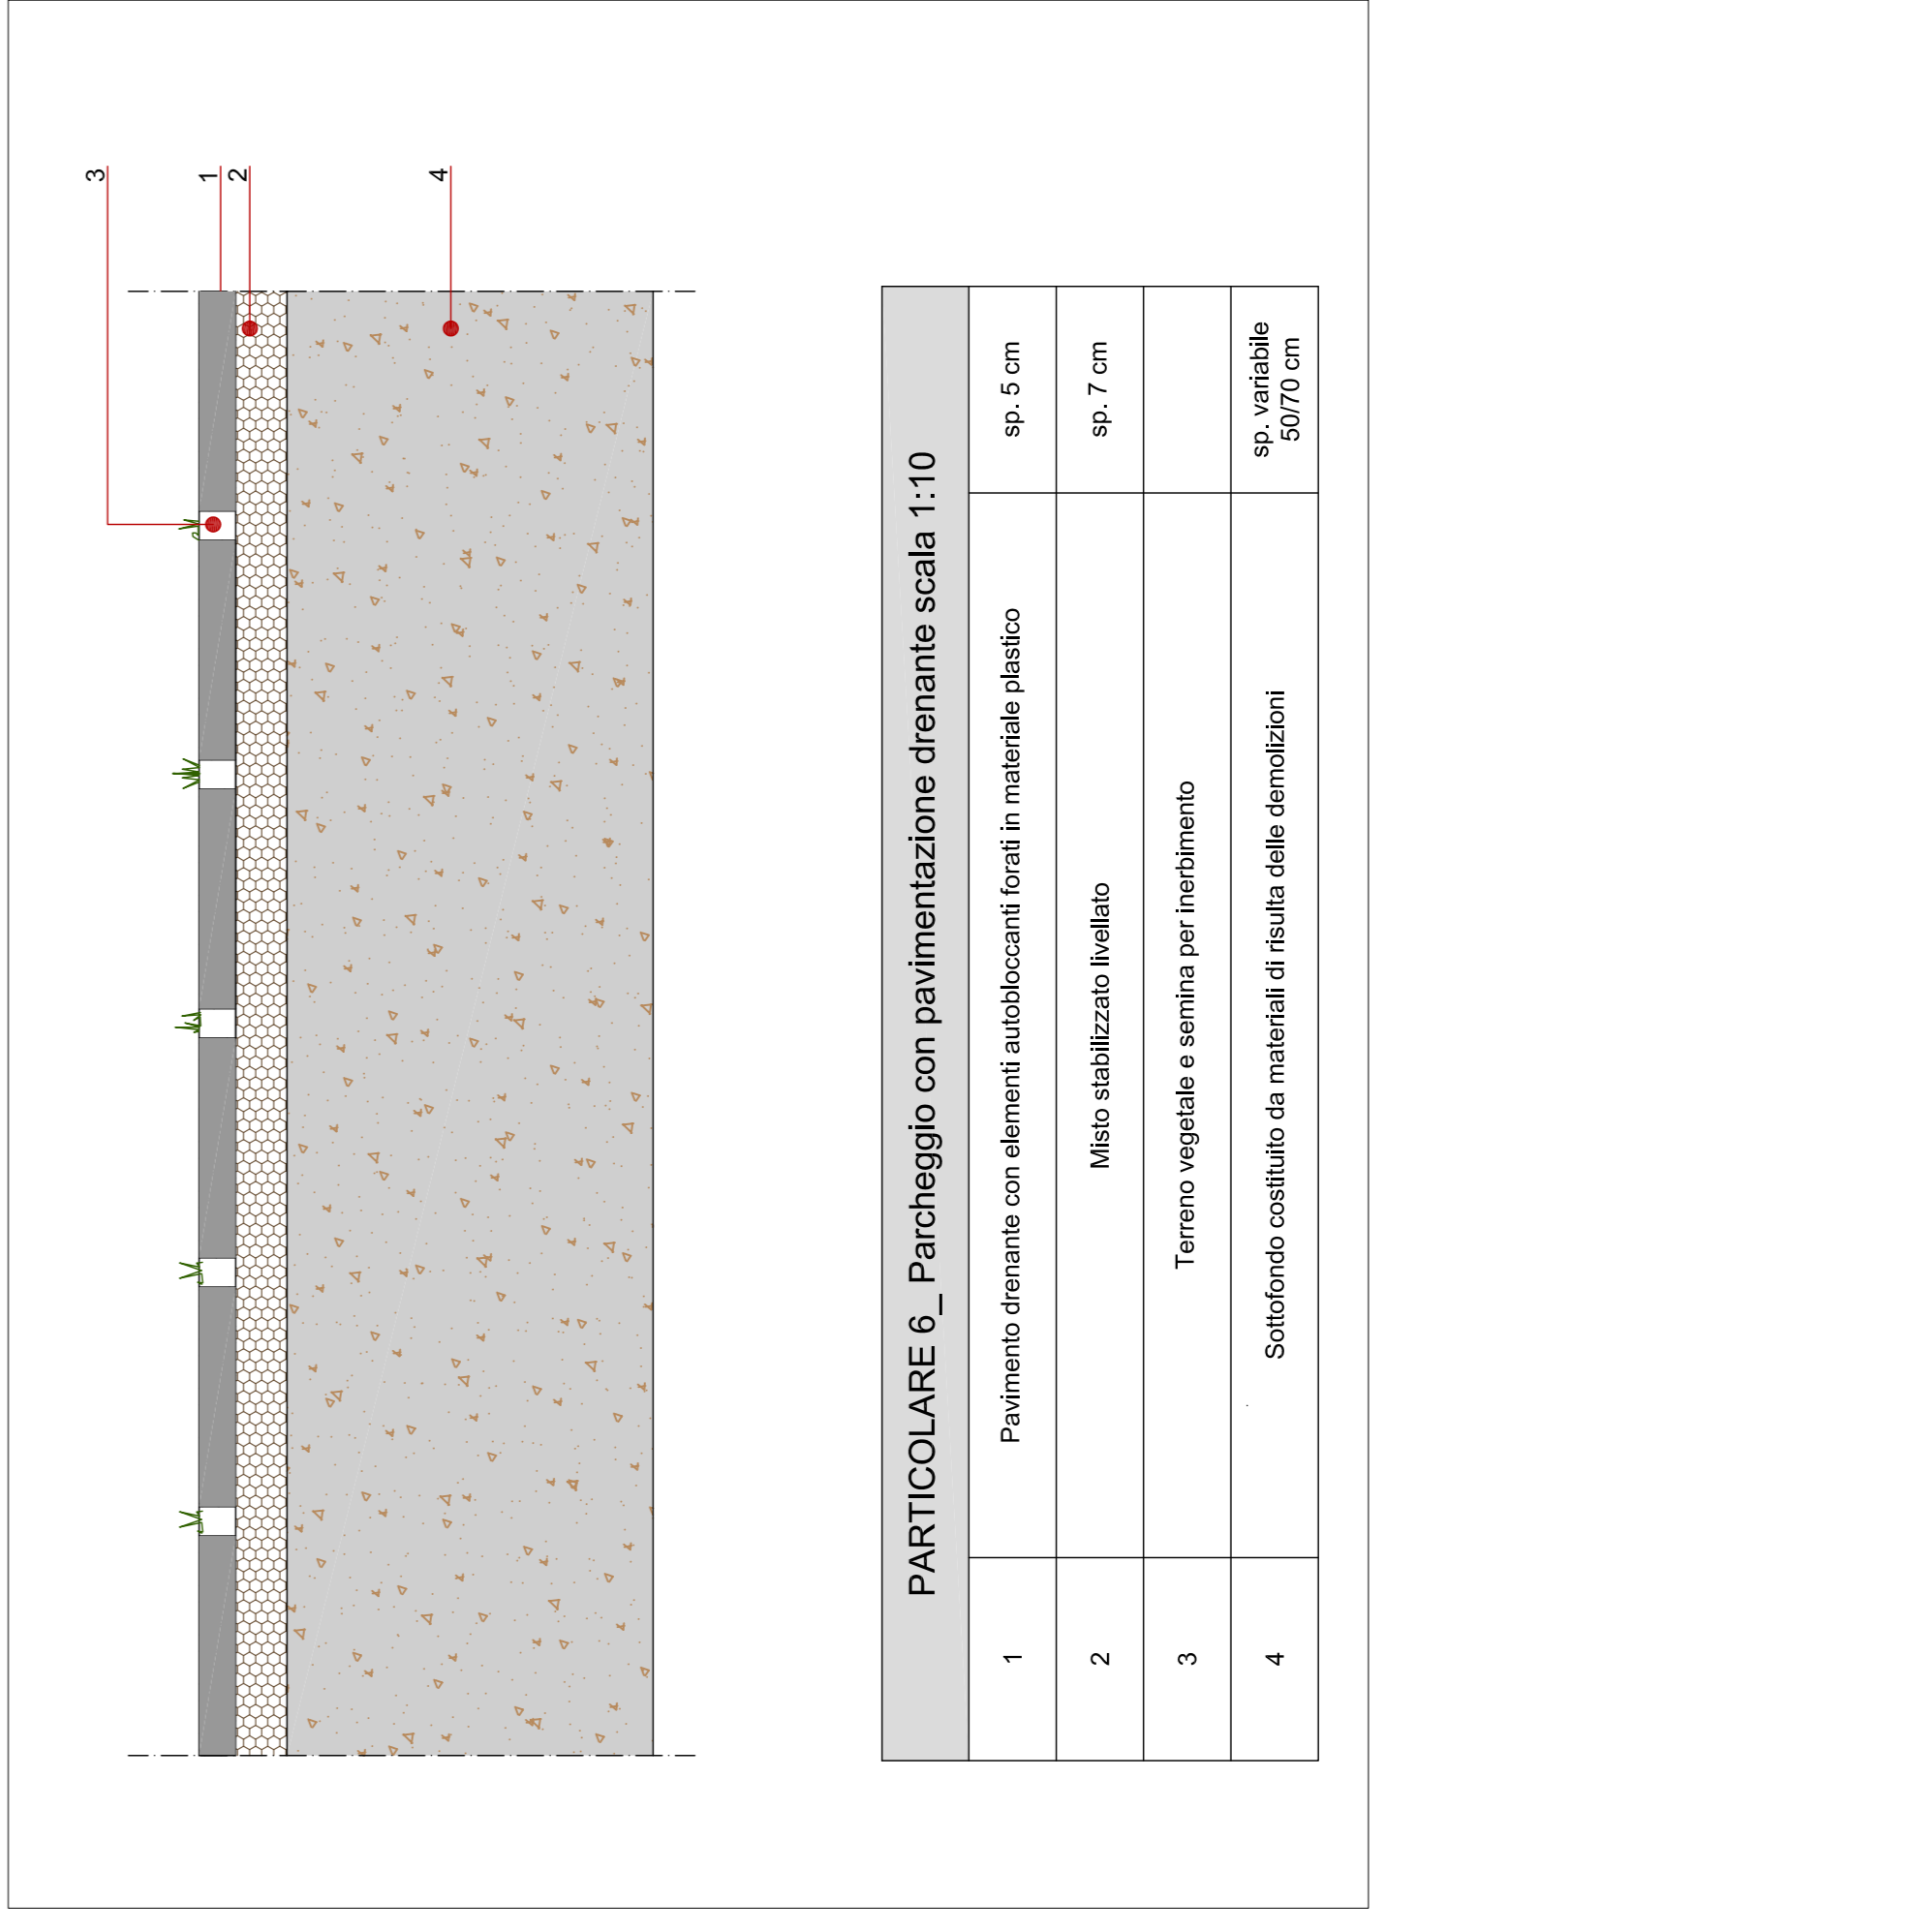 3
1
2
4
PARTICOLARE 6_ Parcheggio con pavimentazione drenante scala 1:10
1 Pavimento drenante con elementi autobloccanti forati in materiale plastico sp. 5 cm
2 Misto stabilizzato livellato sp. 7 cm
3 Terreno vegetale e semina per inerbimento
4 Sottofondo costituito da materiali di risulta delle demolizioni sp. variabile
50/70 cm